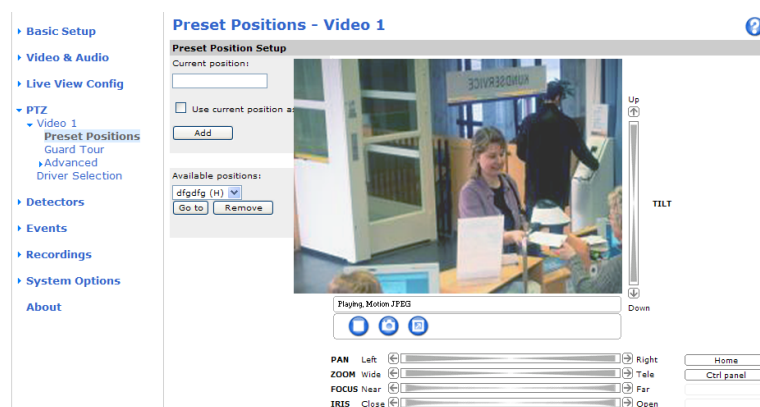 Basic Setup
Video & Audio
Live View Config
PTZ
Video 1
Preset Positions
Guard Tour
Advanced
Driver Selection
Detectors
Events
Recordings
System Options
About
Preset Positions - Video 1
?
Preset Position Setup
Current position:
Use current position a
Add
Available positions:
dfgdfg (H)
Go to
Remove
KUNDSERVICE
Up
TILT
Down
Playing, Motion JPEG
PAN Left Right Home
ZOOM Wide Tele Ctrl panel
FOCUS Near Far
IRIS Close Open